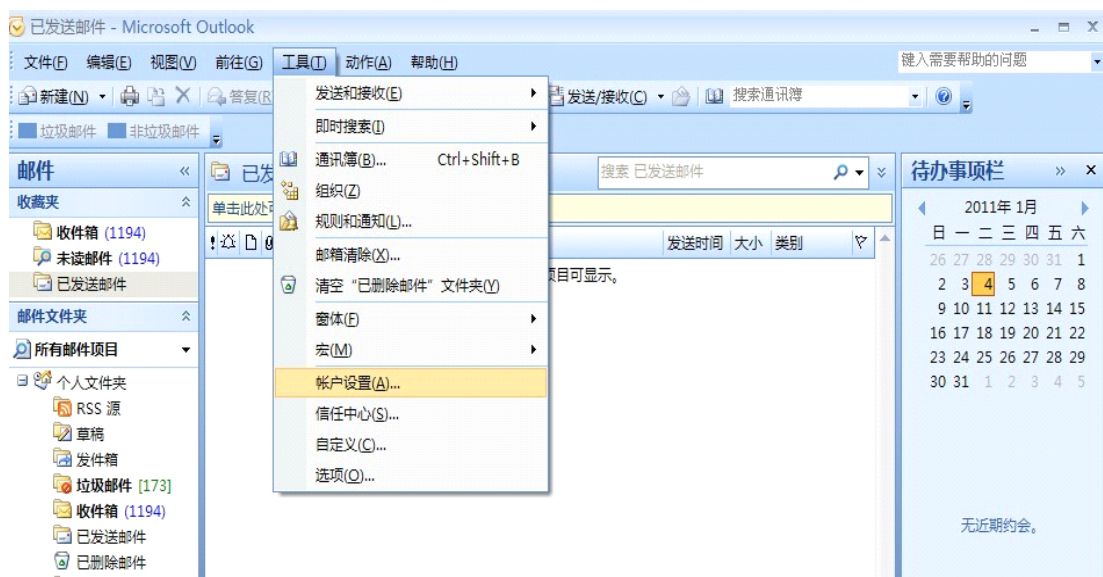 已发送邮件 - Microsoft Outlook
文件(F) 编辑(E) 视图(V) 前往(G) 工具(T) 动作(A) 帮助(H)
键入需要帮助的问题
新建(N) 答复(R 发送/接收(C) 搜索通讯簿
垃圾邮件 非垃圾邮件
邮件
收藏夹
收件箱 (1194)
未读邮件 (1194)
已发送邮件
邮件文件夹
所有邮件项目
个人文件夹
RSS 源
草稿
发件箱
垃圾邮件 [173]
收件箱 (1194)
已发送邮件
已删除邮件
发送和接收(E)
即时搜索(I)
通讯簿(B)... Ctrl+Shift+B
组织(Z)
规则和通知(L)...
邮箱清除(X)...
清空“已删除邮件”文件夹(Y)
窗体(F)
宏(M)
帐户设置(A)...
信任中心(S)...
自定义(C)...
选项(O)...
已发
搜索 已发送邮件
单击此处
发送时间 大小 类别
项目可显示。
待办事项栏
2011年 1月
日 一 二 三 四 五 六
26 27 28 29 30 31 1
2 3 4 5 6 7 8
9 10 11 12 13 14 15
16 17 18 19 20 21 22
23 24 25 26 27 28 29
30 31 1 2 3 4 5
无近期约会。